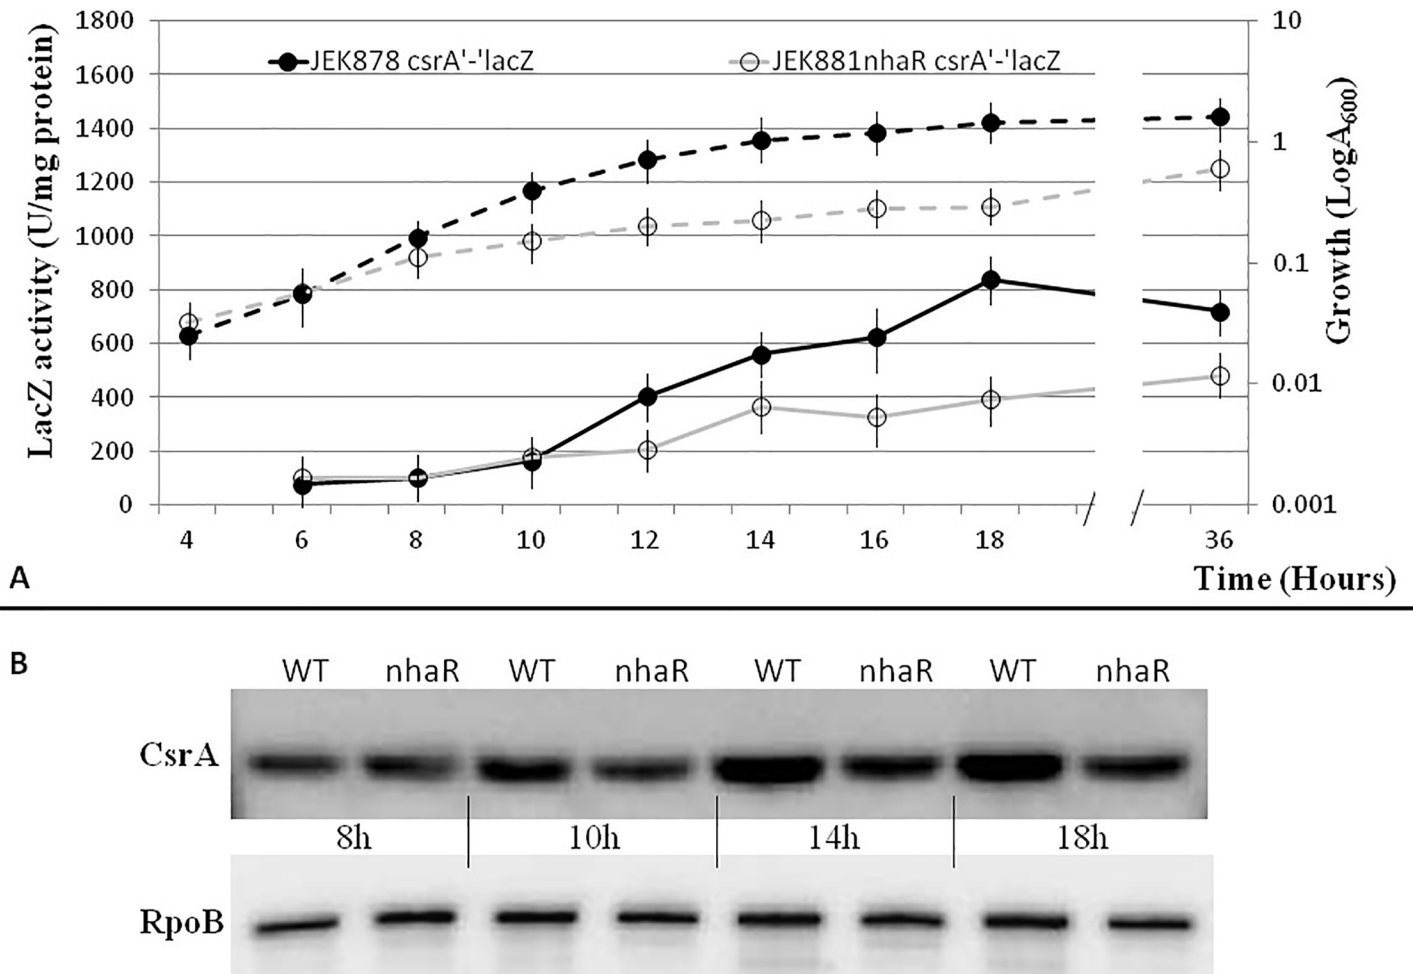 1800
1600
1400
1200
1000
800
600
400
200
0
LacZ activity (U/mg protein)
JEK878 csrA'-'lacZ
JEK881nhaR csrA'-'lacZ
10
1
0.1
0.01
0.001
Growth (LogA600)
4 6 8 10 12 14 16 18 36
A
Time (Hours)
B
WT nhaR WT nhaR WT nhaR WT nhaR
CsrA
8h 10h 14h 18h
RpoB